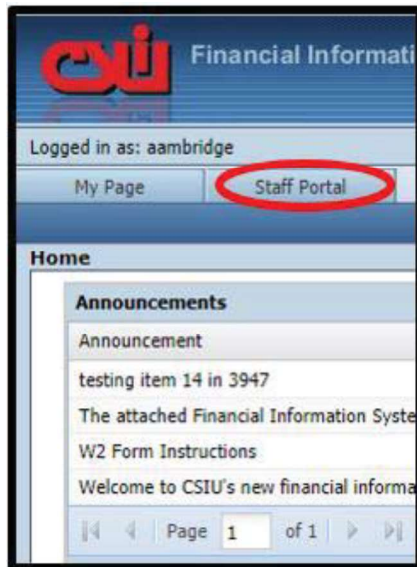 CSIU Financial Informati
Logged in as: aambridge
My Page Staff Portal
Home
Announcements
Announcement
testing item 14 in 3947
The attached Financial Information Syste
W2 Form Instructions
Welcome to CSIU's new financial informa
Page 1 of 1